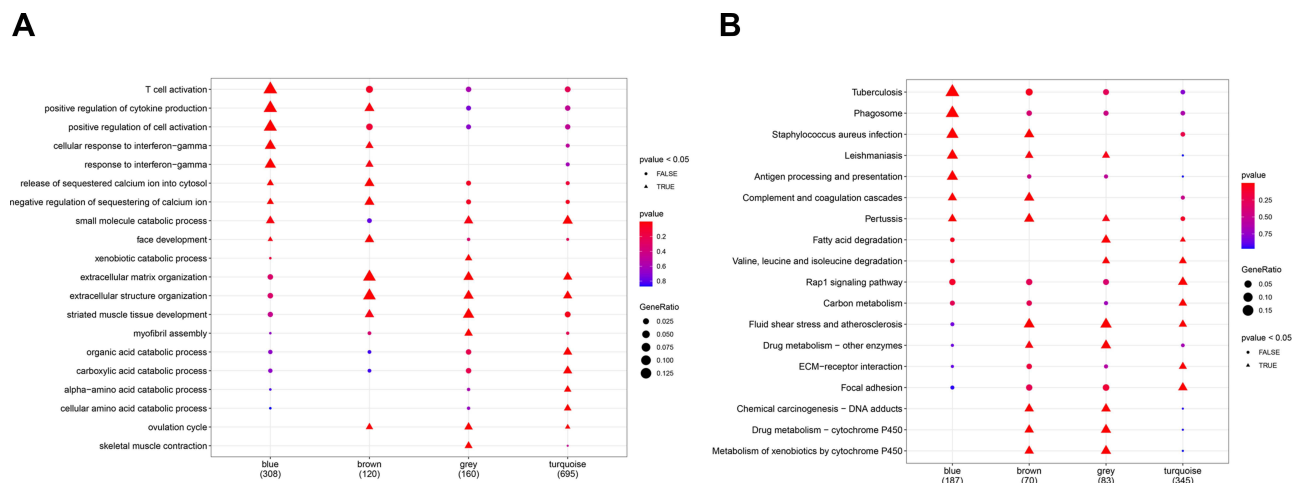 A
T cell activation
positive regulation of cytokine production
positive regulation of cell activation
cellular response to interferon-gamma
response to interferon-gamma
release of sequestered calcium ion into cytosol
negative regulation of sequestering of calcium ion
small molecule catabolic process
face development
xenobiotic catabolic process
extracellular matrix organization
extracellular structure organization
striated muscle tissue development
myofibril assembly
organic acid catabolic process
carboxylic acid catabolic process
alpha−amino acid catabolic process
cellular amino acid catabolic process
ovulation cycle
skeletal muscle contraction
blue
(308)
brown
(120)
grey
(160)
turquoise
(695)
pvalue < 0.05
FALSE
TRUE
pvalue
0.2
0.4
0.6
0.8
GeneRatio
0.025
0.050
0.075
0.100
0.125
B
Tuberculosis
Phagosome
Staphylococcus aureus infection
Leishmaniasis
Antigen processing and presentation
Complement and coagulation cascades
Pertussis
Fatty acid degradation
Valine, leucine and isoleucine degradation
Rap1 signaling pathway
Carbon metabolism
Fluid shear stress and atherosclerosis
Drug metabolism − other enzymes
ECM−receptor interaction
Focal adhesion
Chemical carcinogenesis − DNA adducts
Drug metabolism − cytochrome P450
Metabolism of xenobiotics by cytochrome P450
blue
(187)
brown
(70)
grey
(83)
turquoise
(345)
pvalue
0.25
0.50
0.75
GeneRatio
0.05
0.10
0.15
pvalue < 0.05
FALSE
TRUE